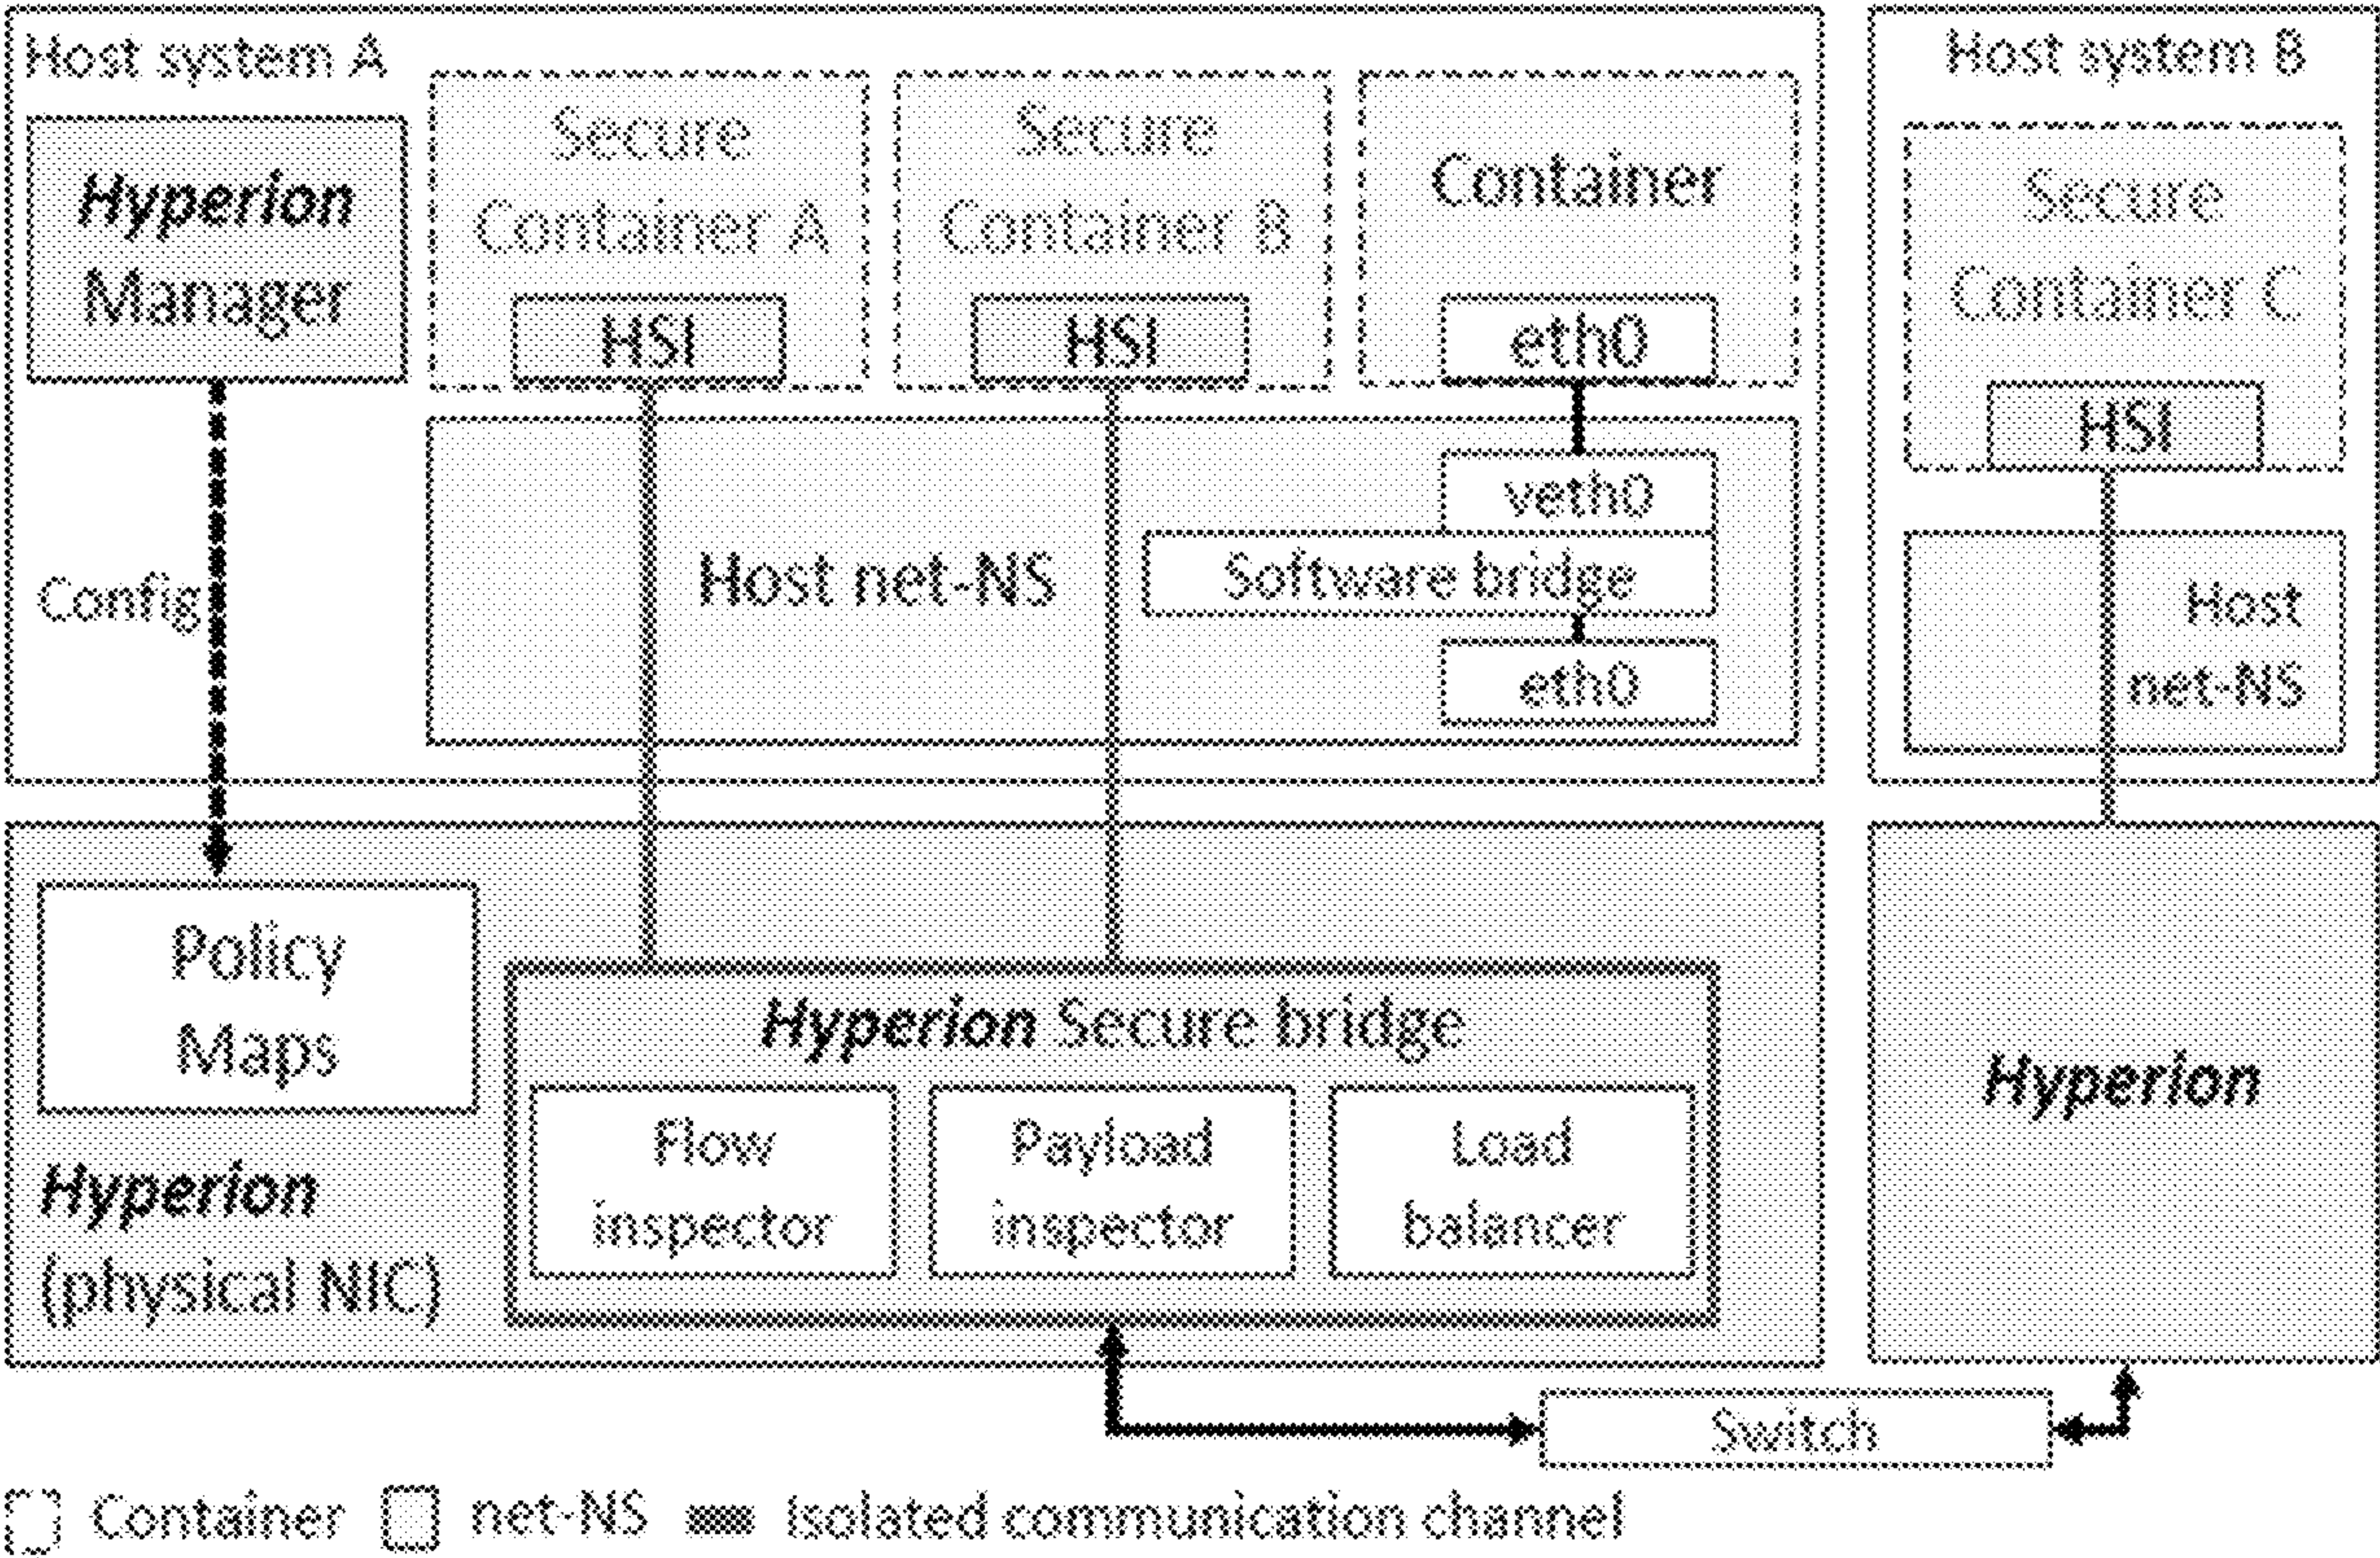 Host system A
Hyperion
Manager
Secure
Container A
HSI
Secure
Container B
HSI
Container
eth0
Host net-NS
veth0
Software bridge
eth0
Config
Host system B
Secure
Container C
HSI
Host
net-NS
Policy
Maps
Hyperion
(physical NIC)
Hyperion Secure bridge
Flow
inspector
Payload
inspector
Load
balancer
Hyperion
Switch
Container
net-NS
Isolated communication channel